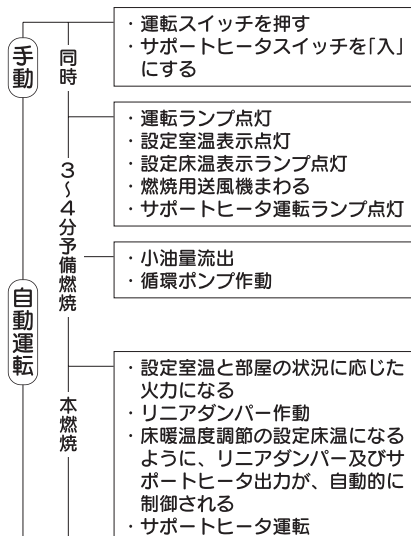 手動
同時
・運転スイッチを押す
・サポートヒータスイッチを｢入｣
にする
・運転ランプ点灯
・設定室温表示点灯
・設定床温表示ランプ点灯
・燃焼用送風機まわる
・サポートヒータ運転ランプ点灯
3～4分予備燃焼
・小油量流出
・循環ポンプ作動
自動運転
本燃焼
・設定室温と部屋の状況に応じた
火力になる
・リニアダンパー作動
・床暖温度調節の設定床温になる
ように、リニアダンパー及びサ
ポートヒータ出力が、自動的に
制御される
・サポートヒータ運転